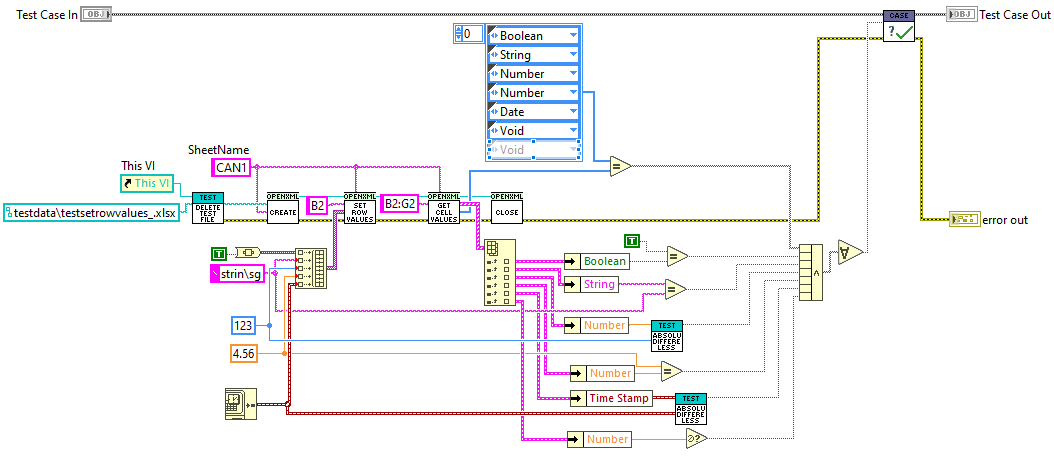 Test Case In
OBJ
CASE
?
OBJ
Test Case Out
0
Boolean
String
Number
Number
Date
Void
Void
SheetName
CAN1
This VI
This VI
testdata\testsetrowvalues_.xlsx
TEST
DELETE
TEST
FILE
OPENXML
CREATE
B2
OPENXML
SET
ROW
VALUES
B2:G2
OPENXML
GET
CELL
VALUES
OPENXML
CLOSE
error out
=
T
strin\sg
123
4.56
Boolean
String
Number
Number
Time Stamp
Number
T
=
=
TEST
ABSOLU
DIFFERE
LESS
=
TEST
ABSOLU
DIFFERE
LESS
?
∧
∀